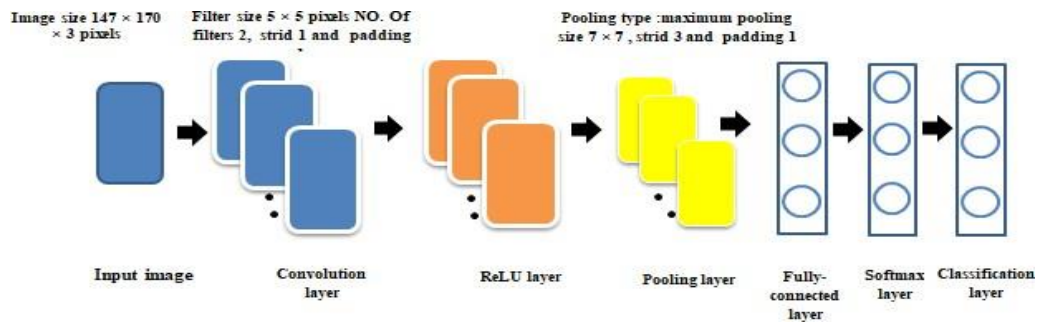 Image size 147 × 170
× 3 pixels
Filter size 5 × 5 pixels NO. Of
filters 2, strid 1 and padding
Pooling type :maximum pooling
size 7 × 7 , strid 3 and padding 1
Input image
Convolution
layer
ReLU layer
Pooling layer
Fully-
connected
layer
Softmax
layer
Classification
layer